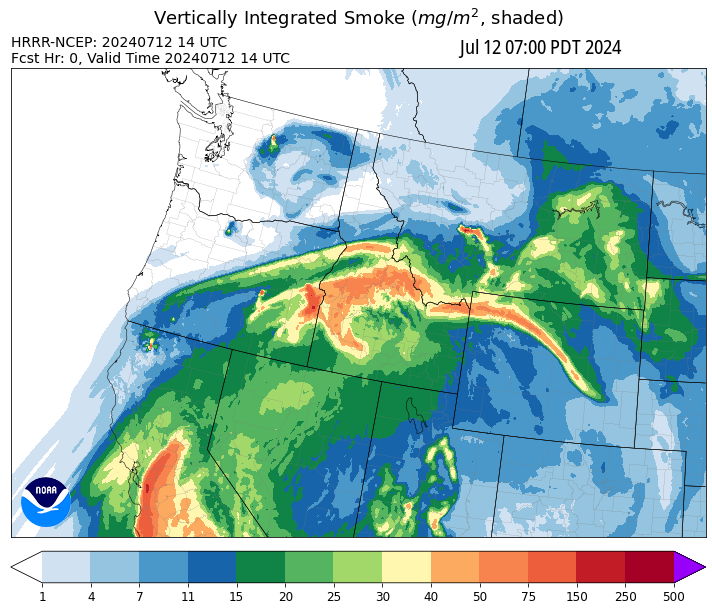 Vertically Integrated Smoke (mg/m², shaded)
HRRR-NCEP: 20240712 14 UTC
Fcst Hr: 0, Valid Time 20240712 14 UTC
Jul 12 07:00 PDT 2024
NOAA
1 4 7 11 15 20 25 30 40 50 75 150 250 500